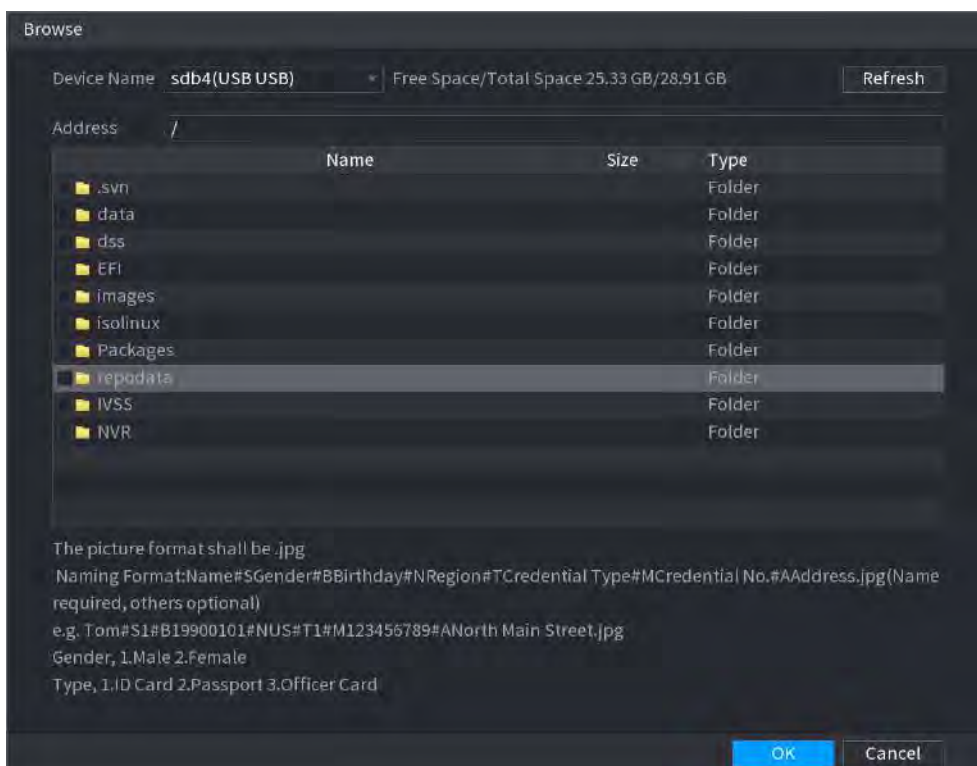 Browse
Device Name sdb4(USB USB) Free Space/Total Space 25.33 GB/28.91 GB Refresh
Address /
Name Size Type
.svn Folder
data Folder
dss Folder
EFI Folder
images Folder
isolinux Folder
Packages Folder
repodata Folder
IVSS Folder
NVR Folder
The picture format shall be .jpg
Naming Format:Name#SGender#BBirthday#NRegion#TCredential Type#MCredential No.#AAddress.jpg(Name
required, others optional)
e.g. Tom#S1#B19900101#NUS#T1#M123456789#ANorth Main Street.jpg
Gender, 1.Male 2.Female
Type, 1.ID Card 2.Passport 3.Officer Card
OK Cancel